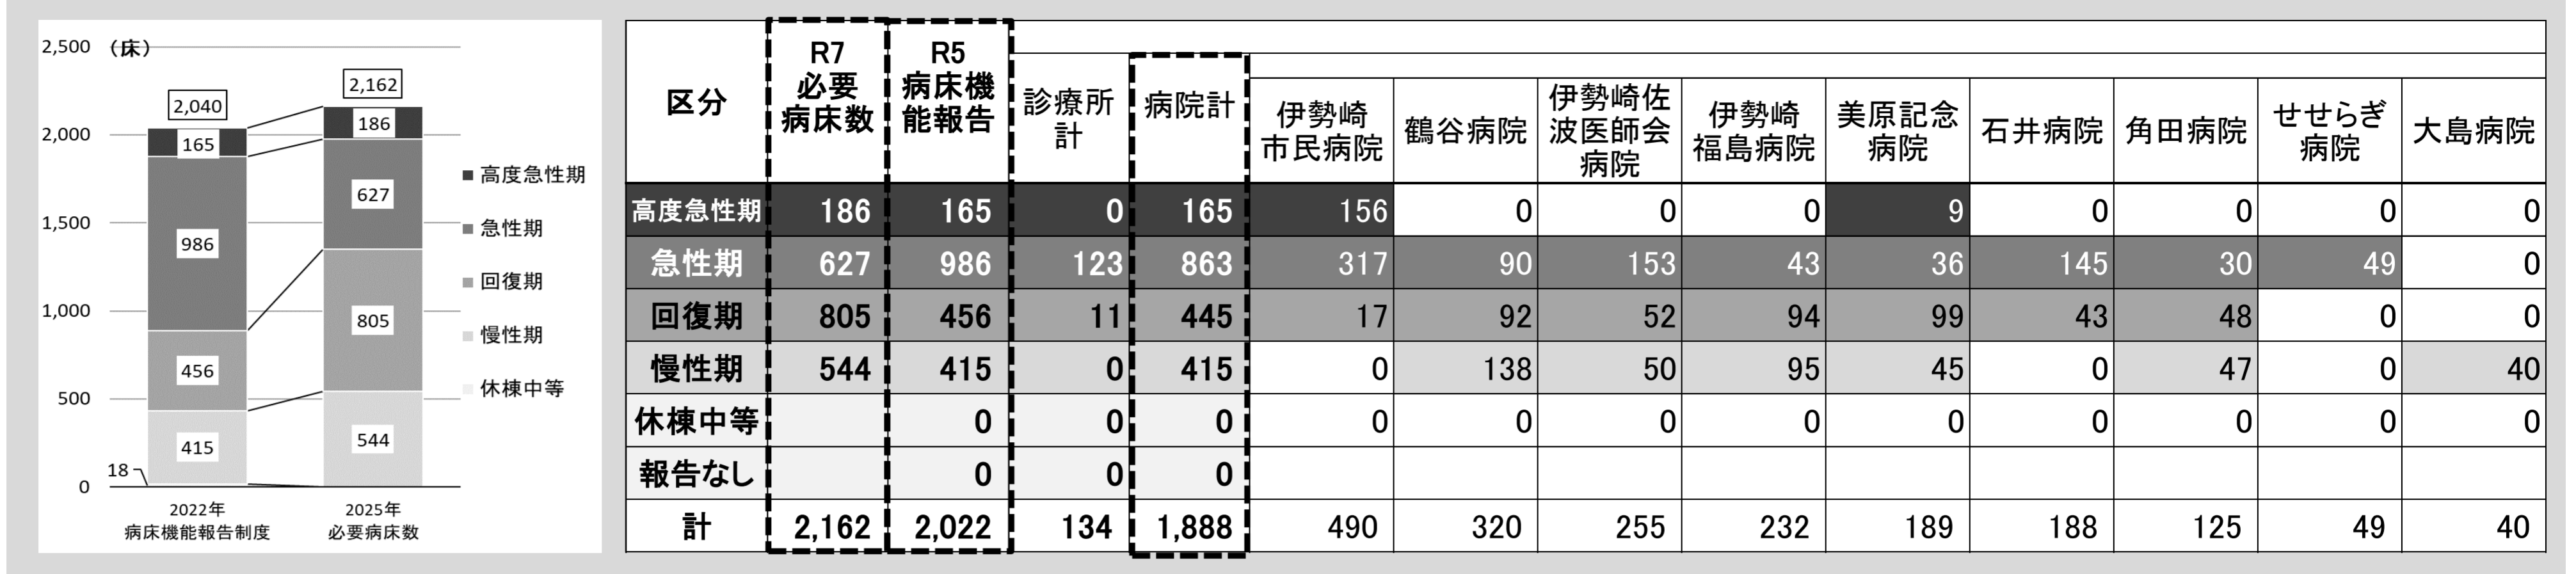 2,500 （床）
2,000
1,500
1,000
500
0
2,040
165
986
456
415
18
2,162
186
627
805
544
2022年
病床機能報告制度
2025年
必要病床数
高度急性期
急性期
回復期
慢性期
休棟中等
区分 R7 必要病床数 R5 病床機能報告 診療所計 病院計 伊勢崎市民病院 鶴谷病院 伊勢崎佐波医師会病院 伊勢崎福島病院 美原記念病院 石井病院 角田病院 せせらぎ病院 大島病院
高度急性期 186 165 0 165 156 0 0 0 9 0 0 0 0
急性期 627 986 123 863 317 90 153 43 36 145 30 49 0
回復期 805 456 11 445 17 92 52 94 99 43 48 0 0
慢性期 544 415 0 415 0 138 50 95 45 0 47 0 40
休棟中等 0 0 0 0 0 0 0 0 0 0 0 0
報告なし 0 0 0
計 2,162 2,022 134 1,888 490 320 255 232 189 188 125 49 40